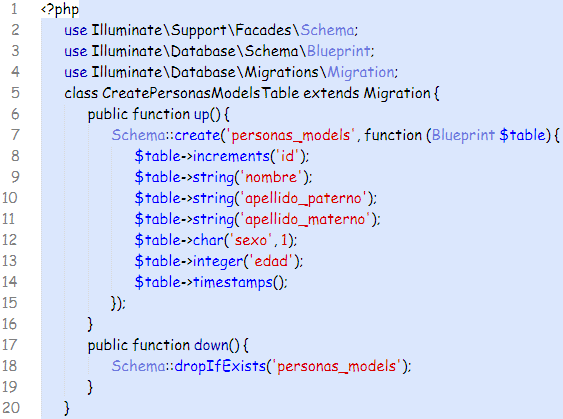 1 <?php
2 use Illuminate\Support\Facades\Schema;
3 use Illuminate\Database\Schema\Blueprint;
4 use Illuminate\Database\Migrations\Migration;
5 class CreatePersonasModelsTable extends Migration {
6 public function up() {
7 Schema::create('personas_models', function (Blueprint $table) {
8 $table->increments('id');
9 $table->string('nombre');
10 $table->string('apellido_paterno');
11 $table->string('apellido_materno');
12 $table->char('sexo', 1);
13 $table->integer('edad');
14 $table->timestamps();
15 });
16 }
17 public function down() {
18 Schema::dropIfExists('personas_models');
19 }
20 }